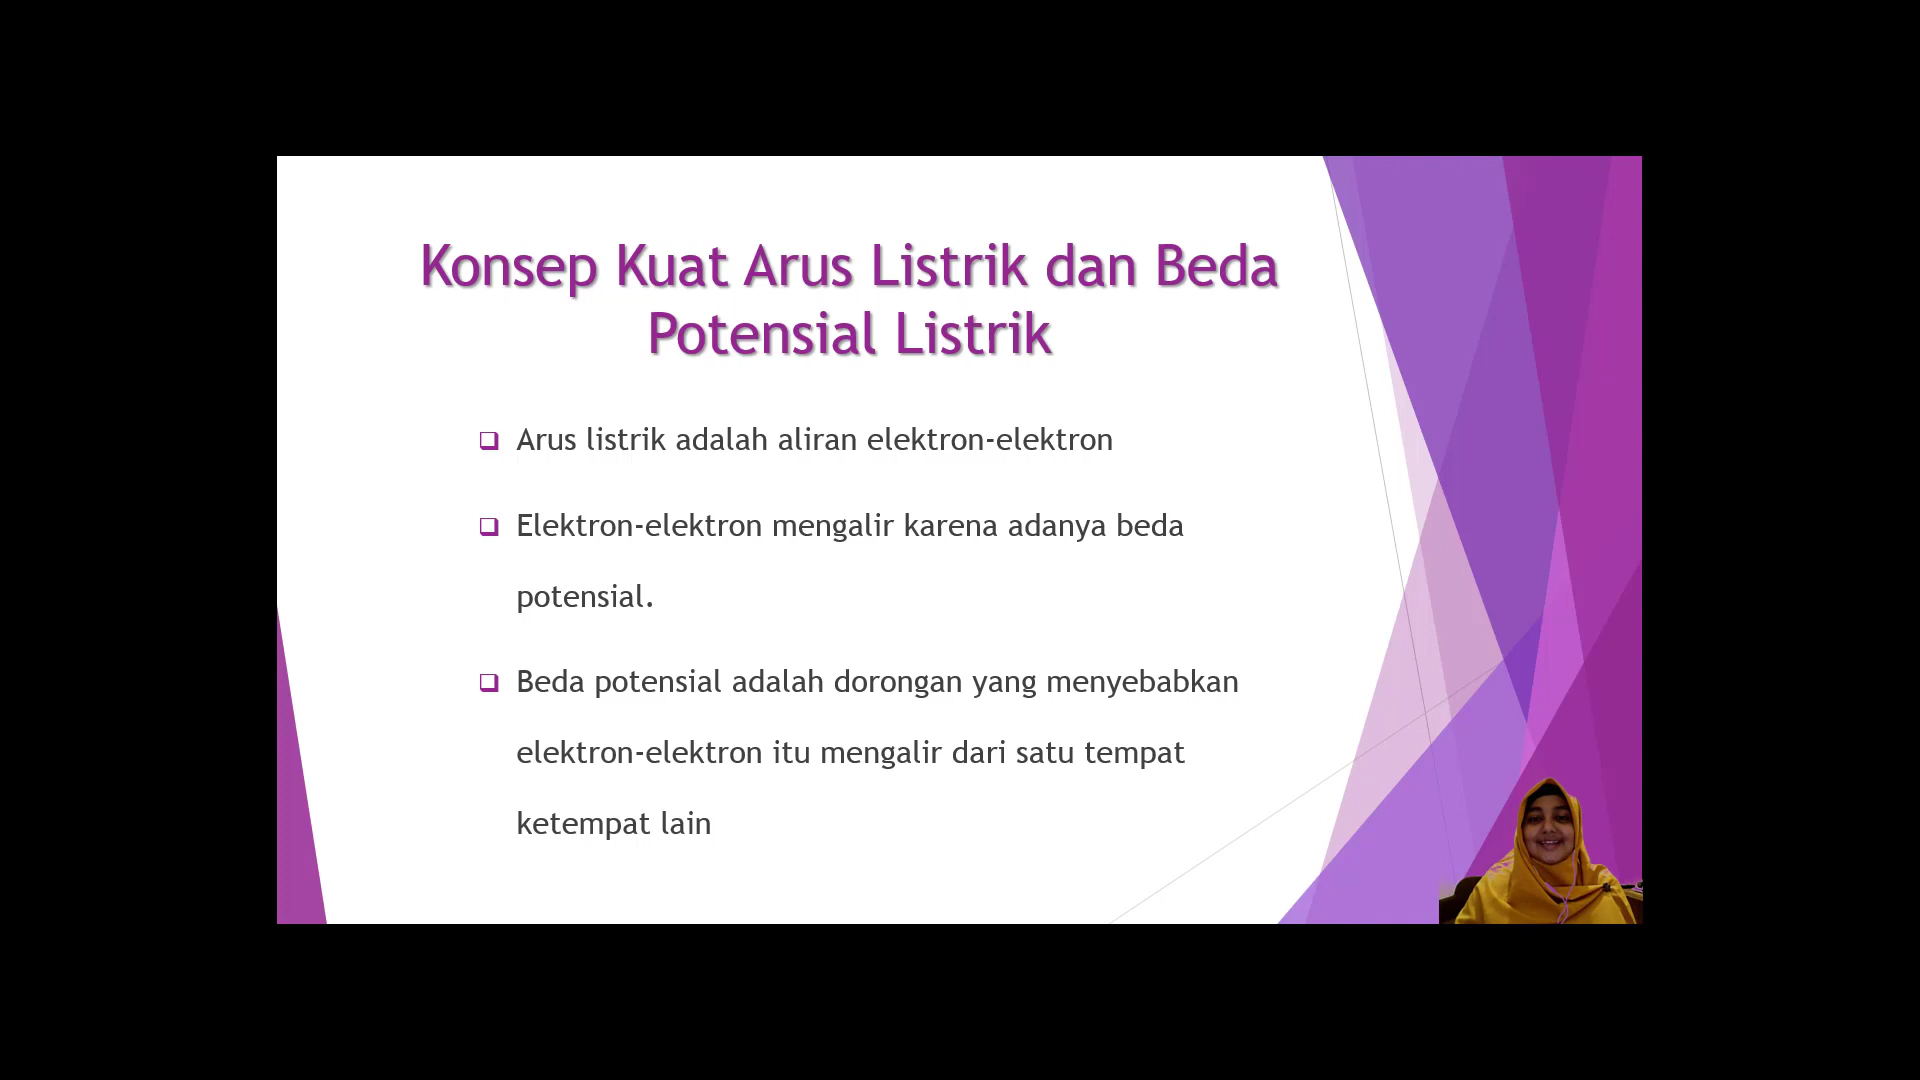 Konsep Kuat Arus Listrik dan Beda
Potensial Listrik
Arus listrik adalah aliran elektron-elektron
Elektron-elektron mengalir karena adanya beda
potensial.
Beda potensial adalah dorongan yang menyebabkan
elektron-elektron itu mengalir dari satu tempat
ketempat lain